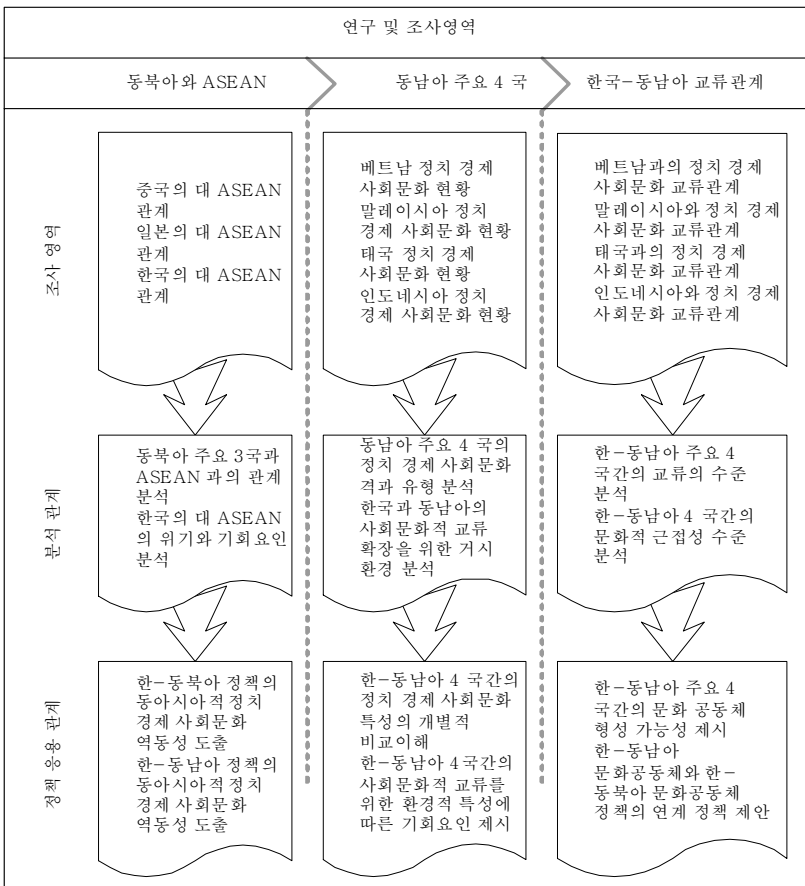 연구 및 조사영역
동북아와 ASEAN
동남아 주요 4 국
한국-동남아 교류관계
조사 영역
중국의 대 ASEAN
관계
일본의 대 ASEAN
관계
한국의 대 ASEAN
관계
베트남 정치 경제
사회문화 현황
말레이시아 정치
경제 사회문화 현황
태국 정치 경제
사회문화 현황
인도네시아 정치
경제 사회문화 현황
베트남과의 정치 경제
사회문화 교류관계
말레이시아와 정치 경제
사회문화 교류관계
태국과의 정치 경제
사회문화 교류관계
인도네시아와 정치 경제
사회문화 교류관계
분석 관계
동북아 주요 3국과
ASEAN 과의 관계
분석
한국의 대 ASEAN
의 위기와 기회요인
분석
동남아 주요 4 국의
정치 경제 사회문화
격과 유형 분석
한국과 동남아의
사회문화적 교류
확장을 위한 거시
환경 분석
한-동남아 주요 4
국간의 교류의 수준
분석
한-동남아 4 국간의
문화적 근접성 수준
분석
정책 응용 관계
한-동북아 정책의
동아시아적 정치
경제 사회문화
역동성 도출
한-동남아 정책의
동아시아적 정치
경제 사회문화
역동성 도출
한-동남아 4 국간의
정치 경제 사회문화
특성의 개별적
비교이해
한-동남아 4국간의
사회문화적 교류를
위한 환경적 특성에
따른 기회요인 제시
한-동남아 주요 4
국간의 문화 공동체
형성 가능성 제시
한-동남아
문화공동체와 한-
동북아 문화공동체
정책의 연계 정책 제안